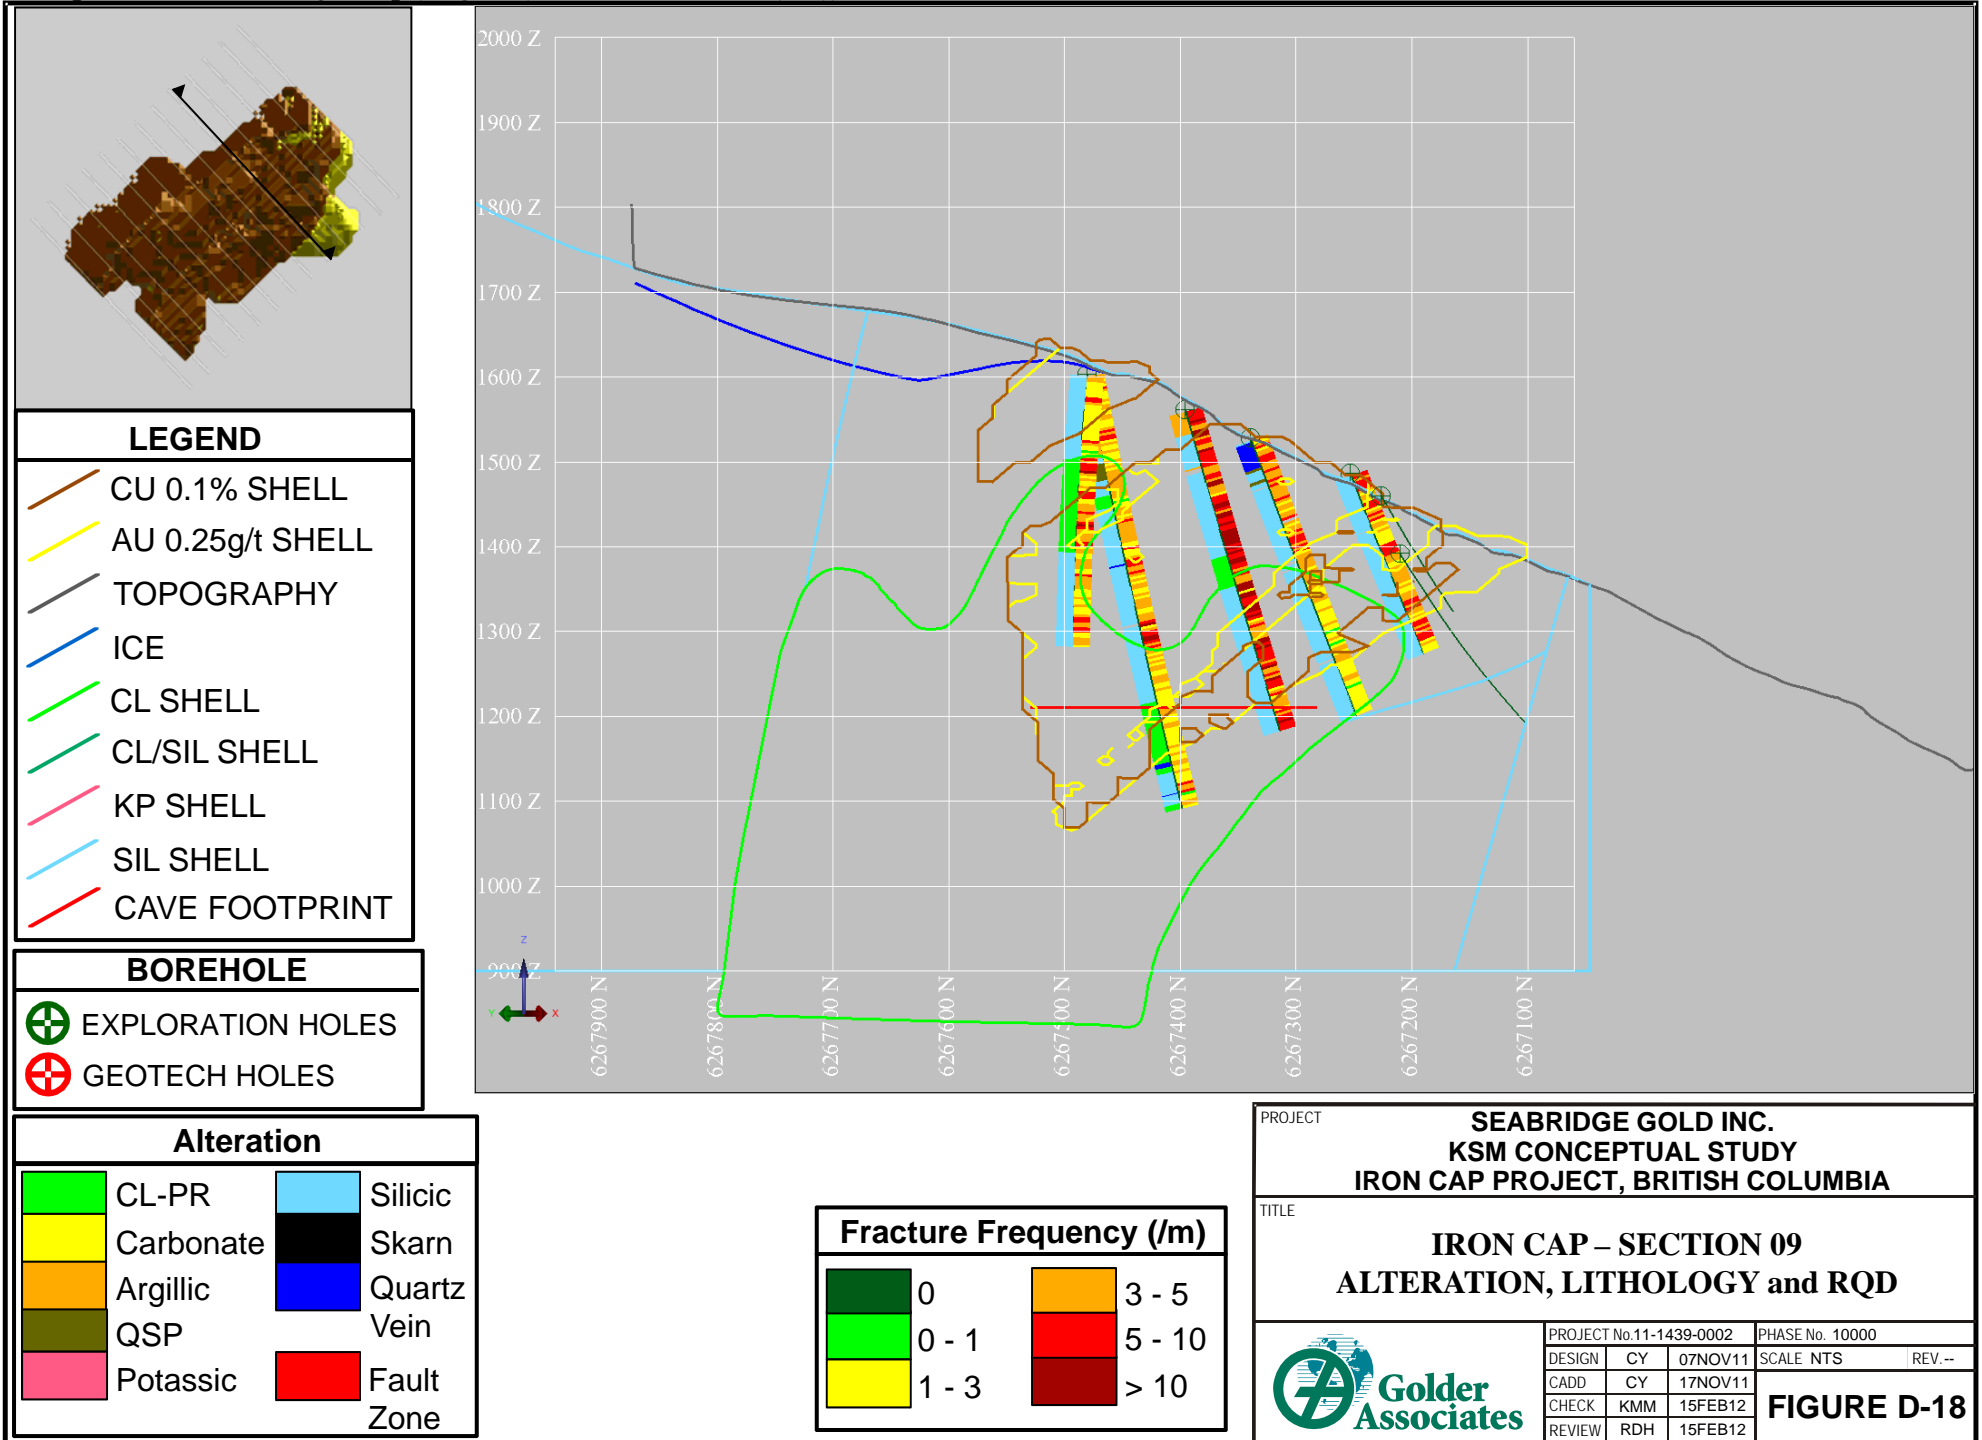 2000 Z
1900 Z
1800 Z
1700 Z
1600 Z
1500 Z
1400 Z
1300 Z
1200 Z
1100 Z
1000 Z
900 Z
6267900 N
6267800 N
6267700 N
6267600 N
6267500 N
6267400 N
6267300 N
6267200 N
6267100 N
Z
Y
X
LEGEND
CU 0.1% SHELL
AU 0.25g/t SHELL
TOPOGRAPHY
ICE
CL SHELL
CL/SIL SHELL
KP SHELL
SIL SHELL
CAVE FOOTPRINT
BOREHOLE
EXPLORATION HOLES
GEOTECH HOLES
Alteration
CL-PR
Carbonate
Argillic
QSP
Potassic
Silicic
Skarn
Quartz
Vein
Fault
Zone
Fracture Frequency (/m)
0
0 - 1
1 - 3
3 - 5
5 - 10
> 10
PROJECT
SEABRIDGE GOLD INC.
KSM CONCEPTUAL STUDY
IRON CAP PROJECT, BRITISH COLUMBIA
TITLE
IRON CAP – SECTION 09
ALTERATION, LITHOLOGY and RQD
Golder
Associates
PROJECT No.11-1439-0002 PHASE No. 10000
DESIGN CY 07NOV11 SCALE NTS REV.--
CADD CY 17NOV11
CHECK KMM 15FEB12
REVIEW RDH 15FEB12
FIGURE D-18